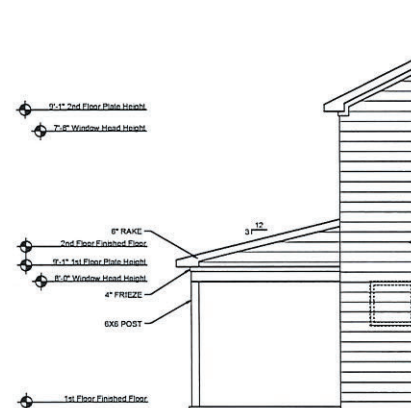 9'-1" 2nd Floor Plate Height
7'-8" Window Head Height
12
3
6" RAKE
2nd Floor Finished Floor
9'-1" 1st Floor Plate Height
8'-0" Window Head Height
4" FRIEZE
6X6 POST
1st Floor Finished Floor